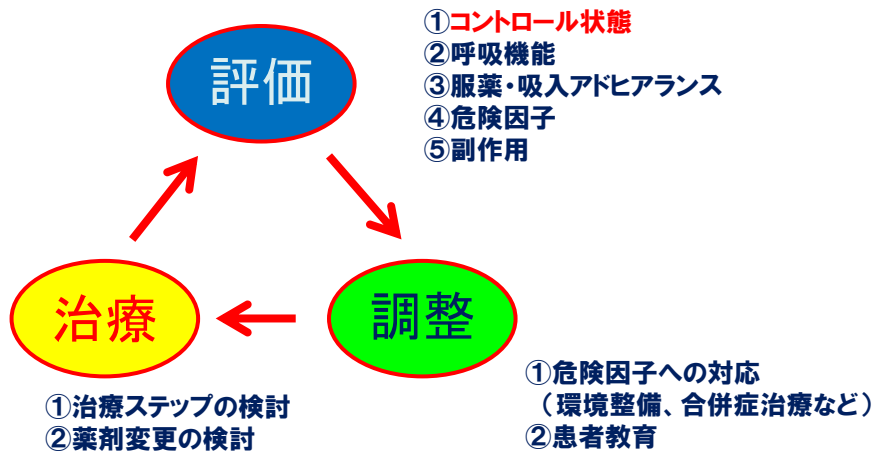 評価
①コントロール状態
②呼吸機能
③服薬・吸入アドヒアランス
④危険因子
⑤副作用
調整
①危険因子への対応
（環境整備、合併症治療など）
②患者教育
治療
①治療ステップの検討
②薬剤変更の検討